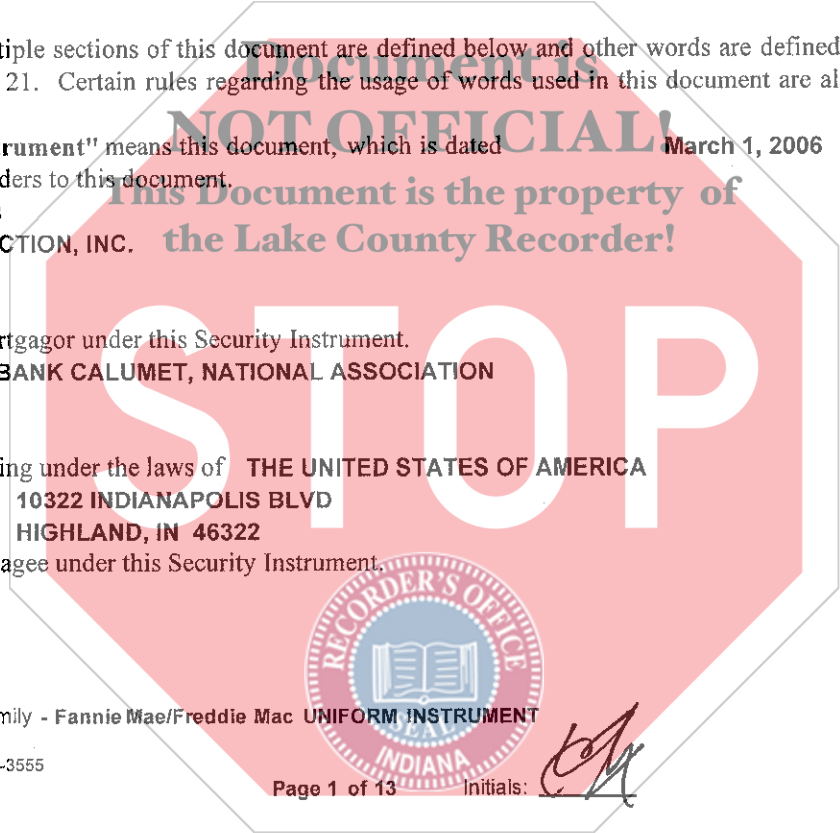 tiple sections of this document are defined below and other words are defined
Document is
21. Certain rules regarding the usage of words used in this document are al
NOT OFFICIAL!
rument" means this document, which is dated March 1, 2006
ders to this document.
This Document is the property of
CTION, INC.
the Lake County Recorder!
rtgagor under this Security Instrument.
BANK CALUMET, NATIONAL ASSOCIATION
STOP
ing under the laws of THE UNITED STATES OF AMERICA
10322 INDIANAPOLIS BLVD
HIGHLAND, IN 46322
agee under this Security Instrument.
RECORDER'S OFFICE
SEAL
INDIANA
mily - Fannie Mae/Freddie Mac UNIFORM INSTRUMENT
-3555
Page 1 of 13 Initials: